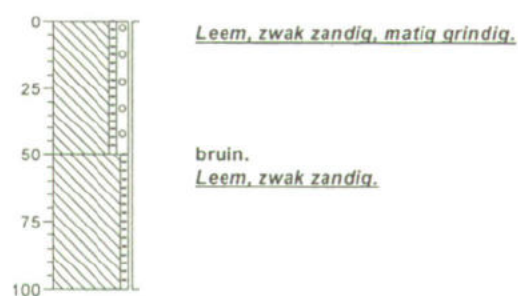 0
Leem, zwak zandig, matig grindig.
25
50
bruin.
Leem, zwak zandig.
75
100